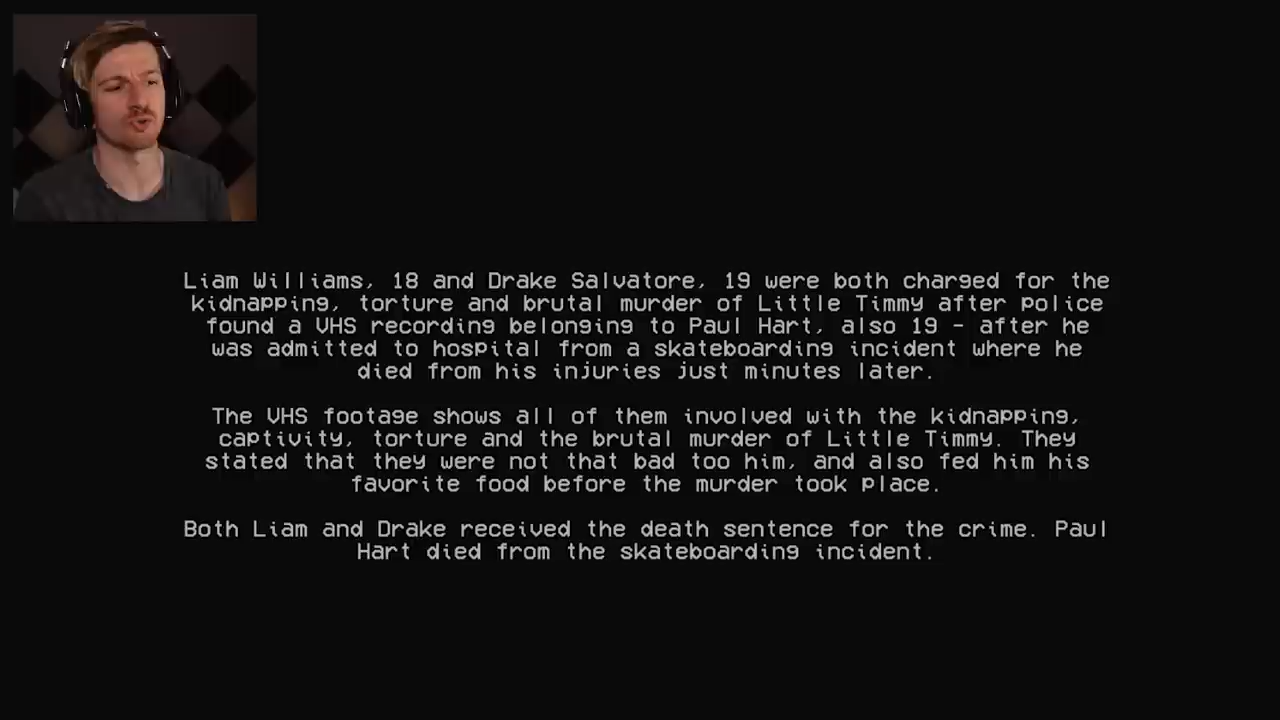 Liam Williams, 18 and Drake Salvatore, 19 were both charged for the
kidnapping, torture and brutal murder of Little Timmy after police
found a VHS recording belonging to Paul Hart, also 19 - after he
was admitted to hospital from a skateboarding incident where he
died from his injuries just minutes later.
The VHS footage shows all of them involved with the kidnapping,
captivity, torture and the brutal murder of Little Timmy. They
stated that they were not that bad too him, and also fed him his
favorite food before the murder took place.
Both Liam and Drake received the death sentence for the crime. Paul
Hart died from the skateboarding incident.